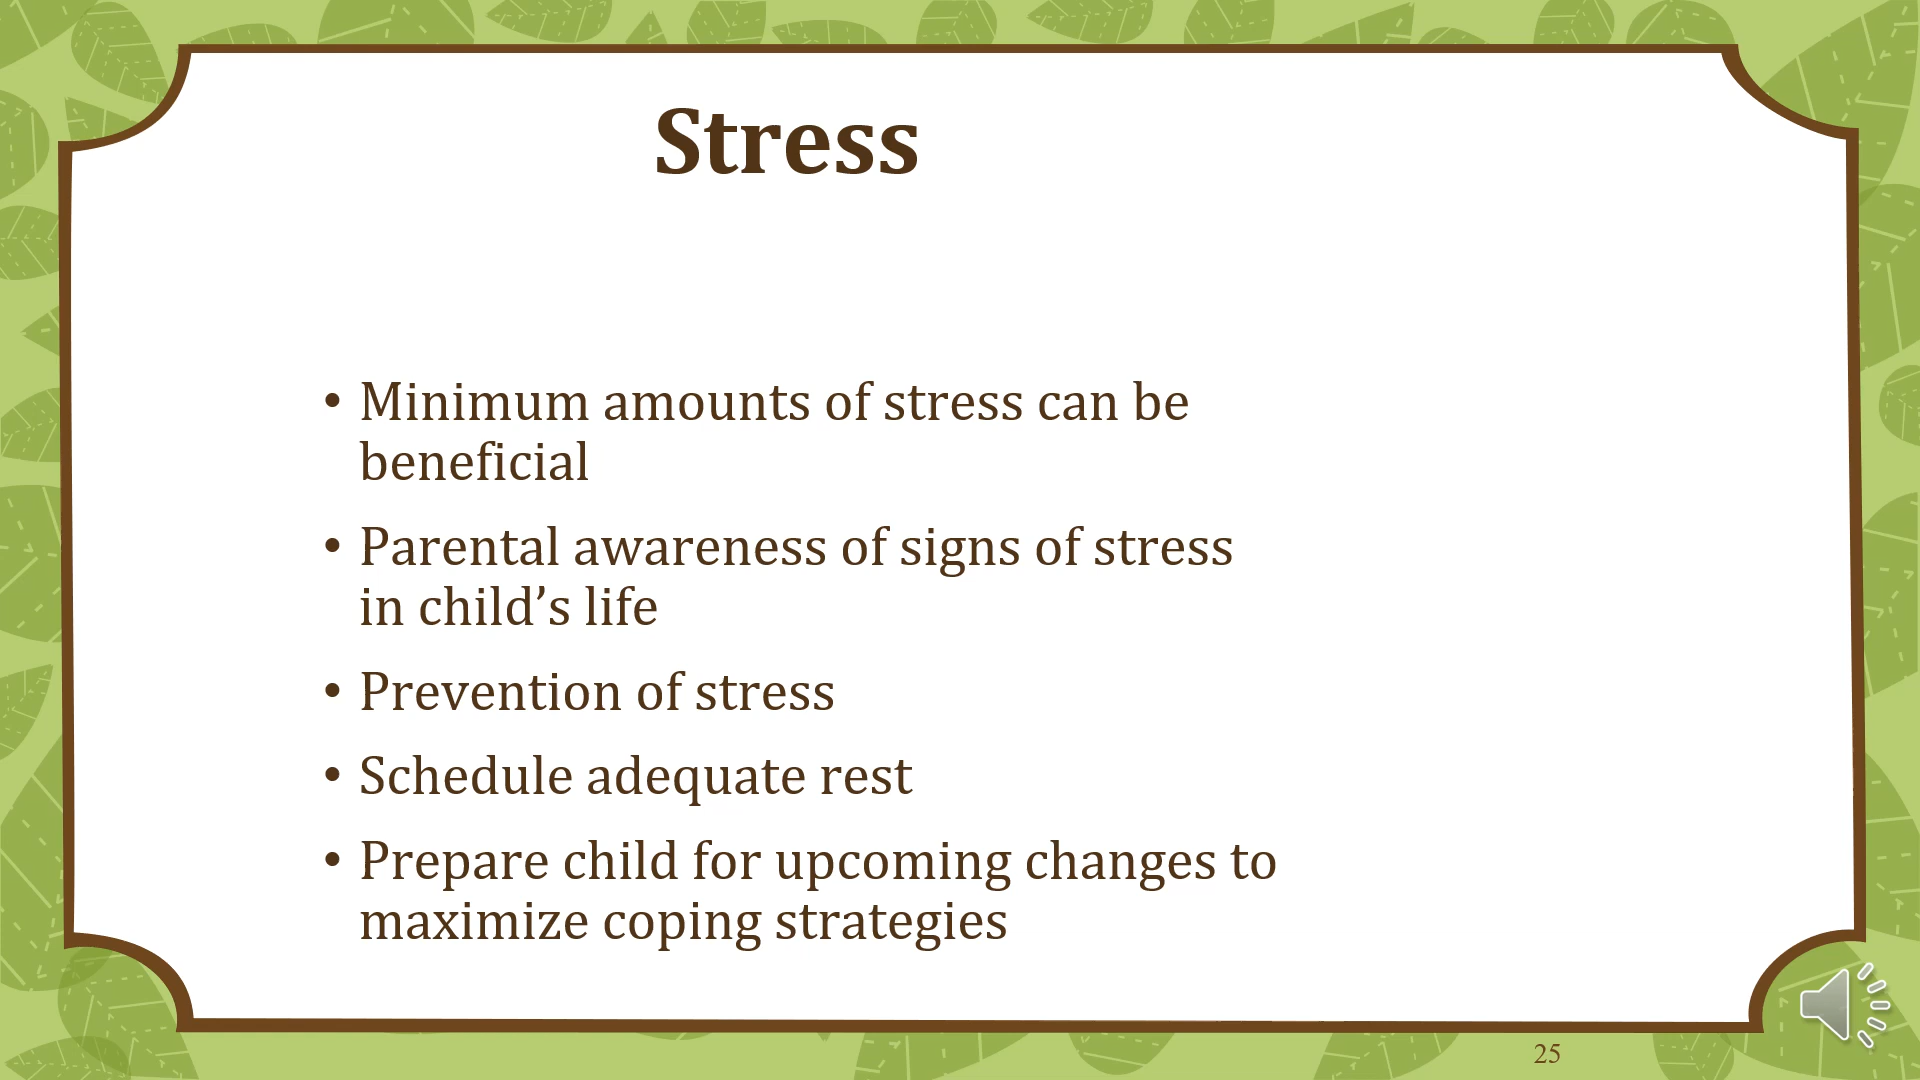 Stress
• Minimum amounts of stress can be
beneficial
• Parental awareness of signs of stress
in child’s life
• Prevention of stress
• Schedule adequate rest
• Prepare child for upcoming changes to
maximize coping strategies
25